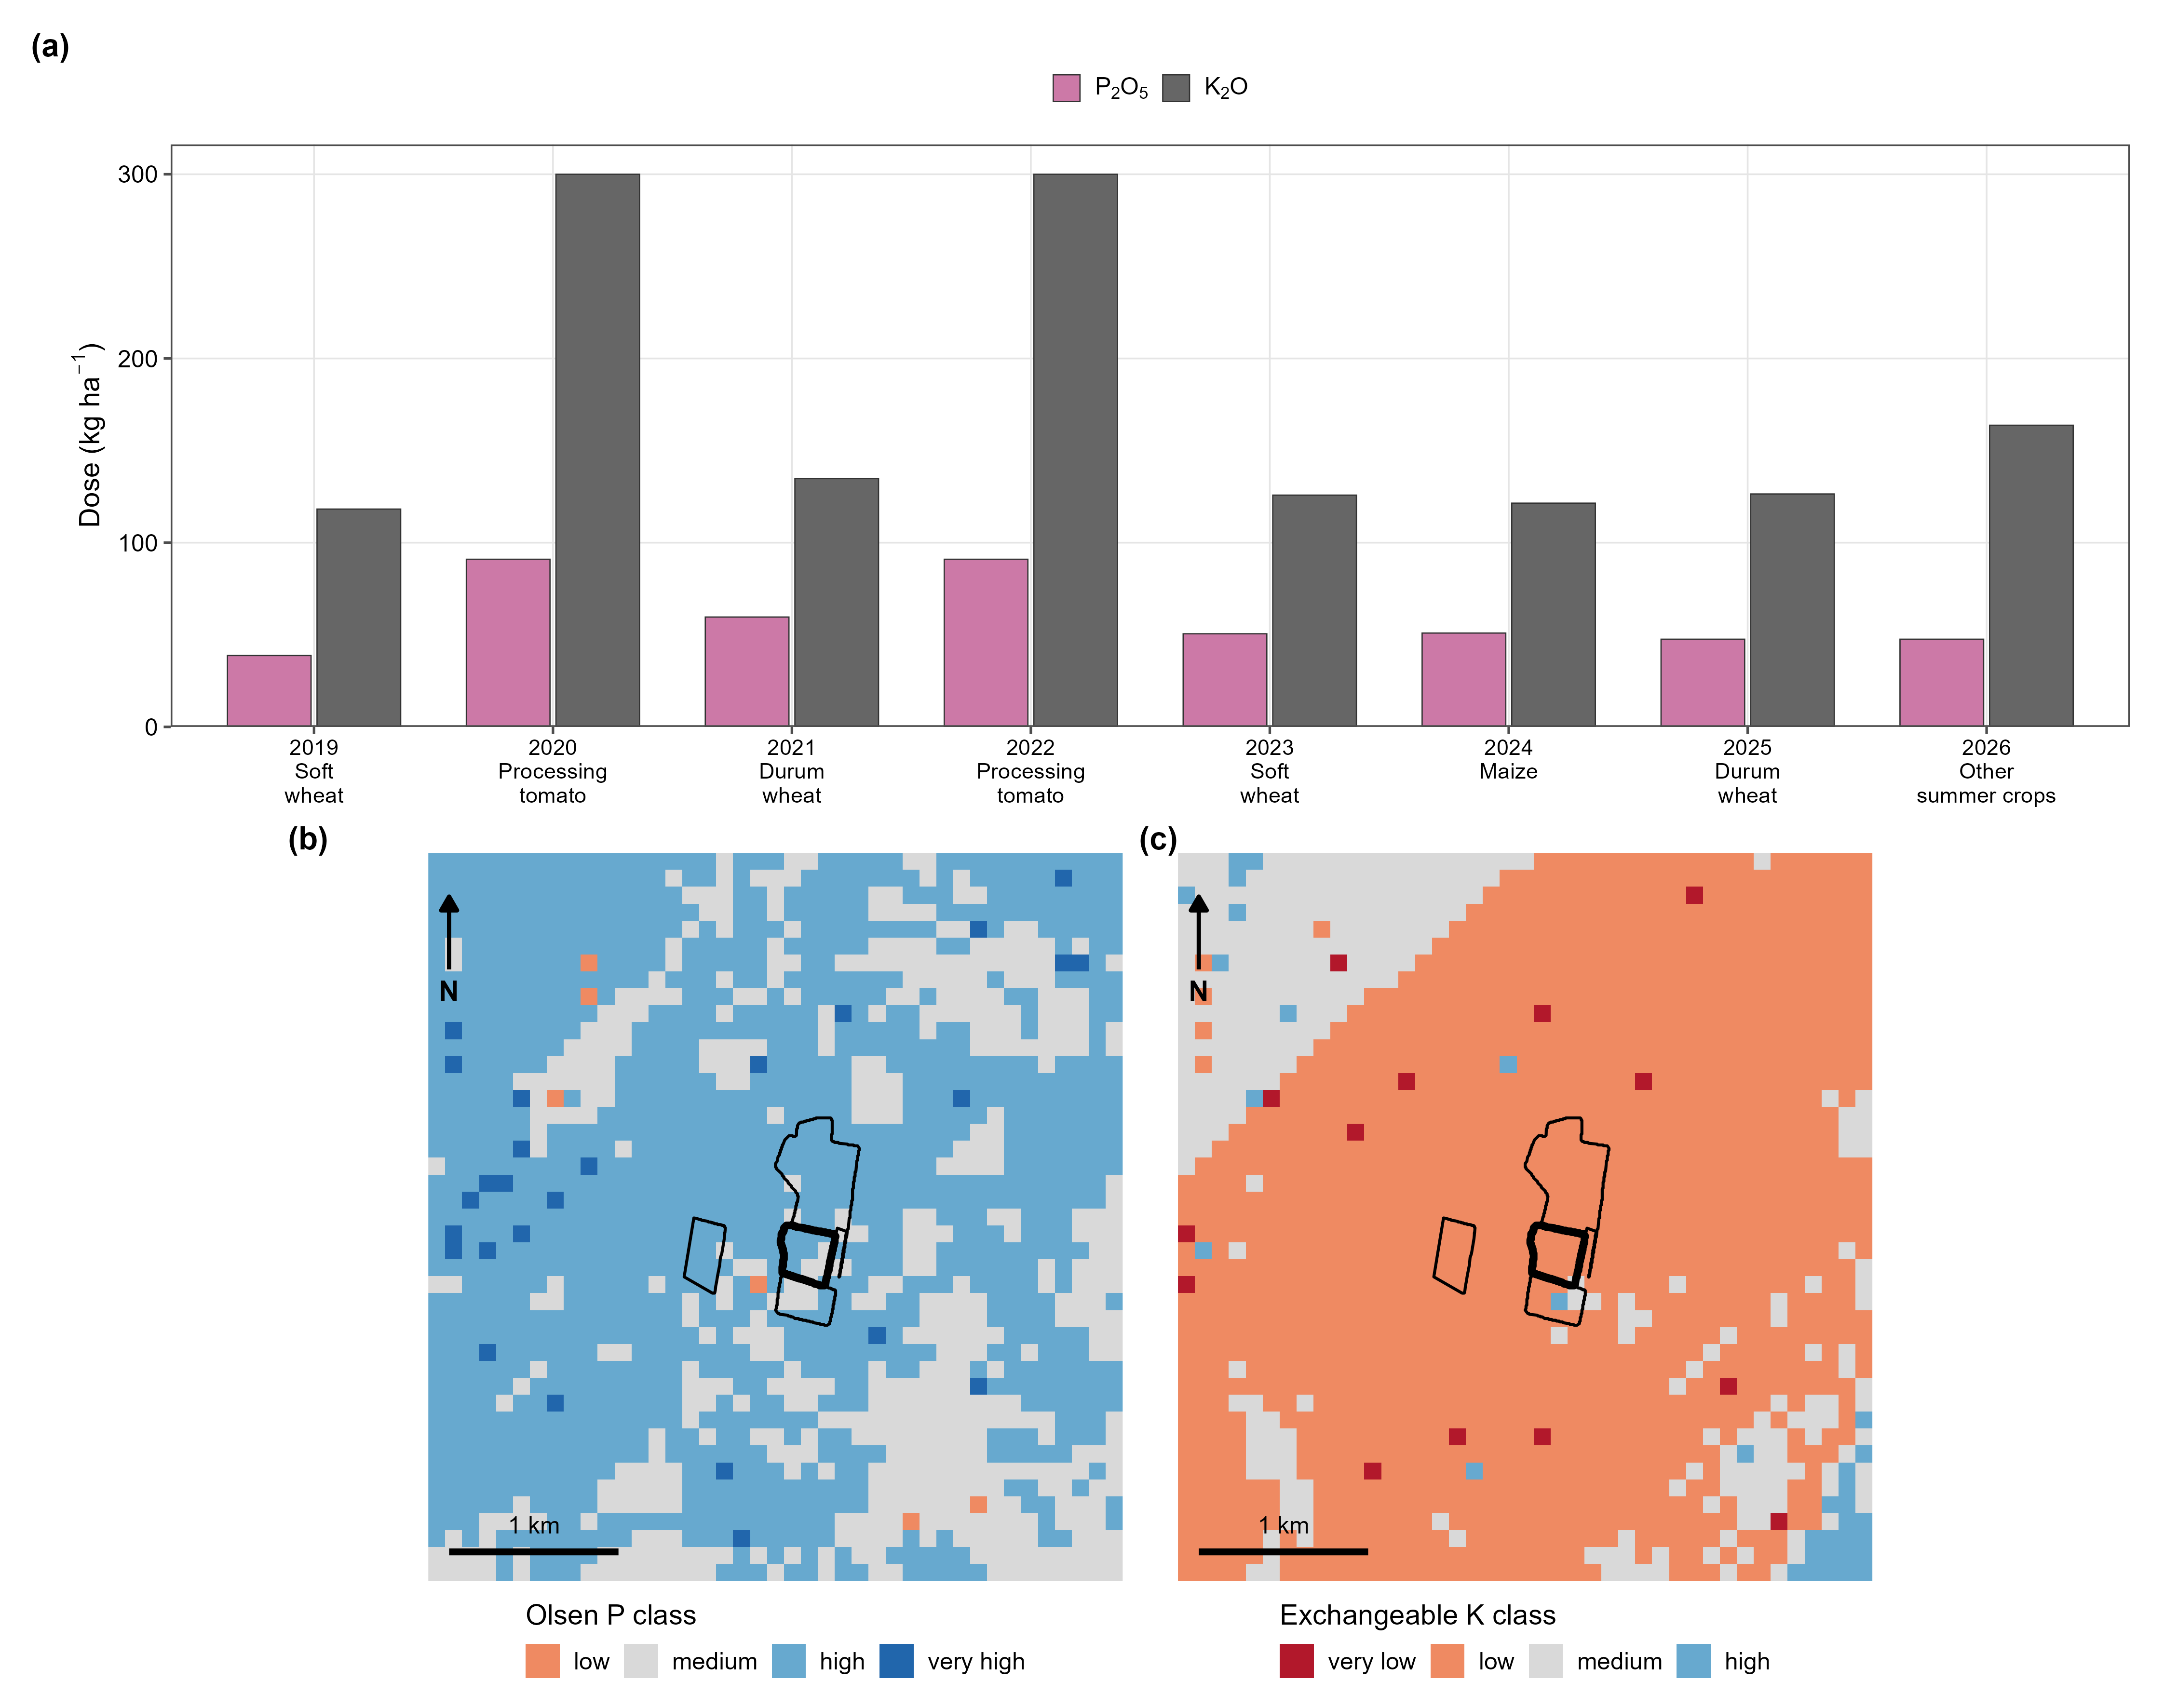 (a)
P₂O₅ K₂O
Dose (kg ha⁻¹)
300
200
100
0
2019 2020 2021 2022 2023 2024 2025 2026
Soft Processing Durum Processing Soft Maize Durum Other
wheat tomato wheat tomato wheat wheat summer crops
(b) (c)
N N
1 km 1 km
Olsen P class
low medium high very high
Exchangeable K class
very low low medium high